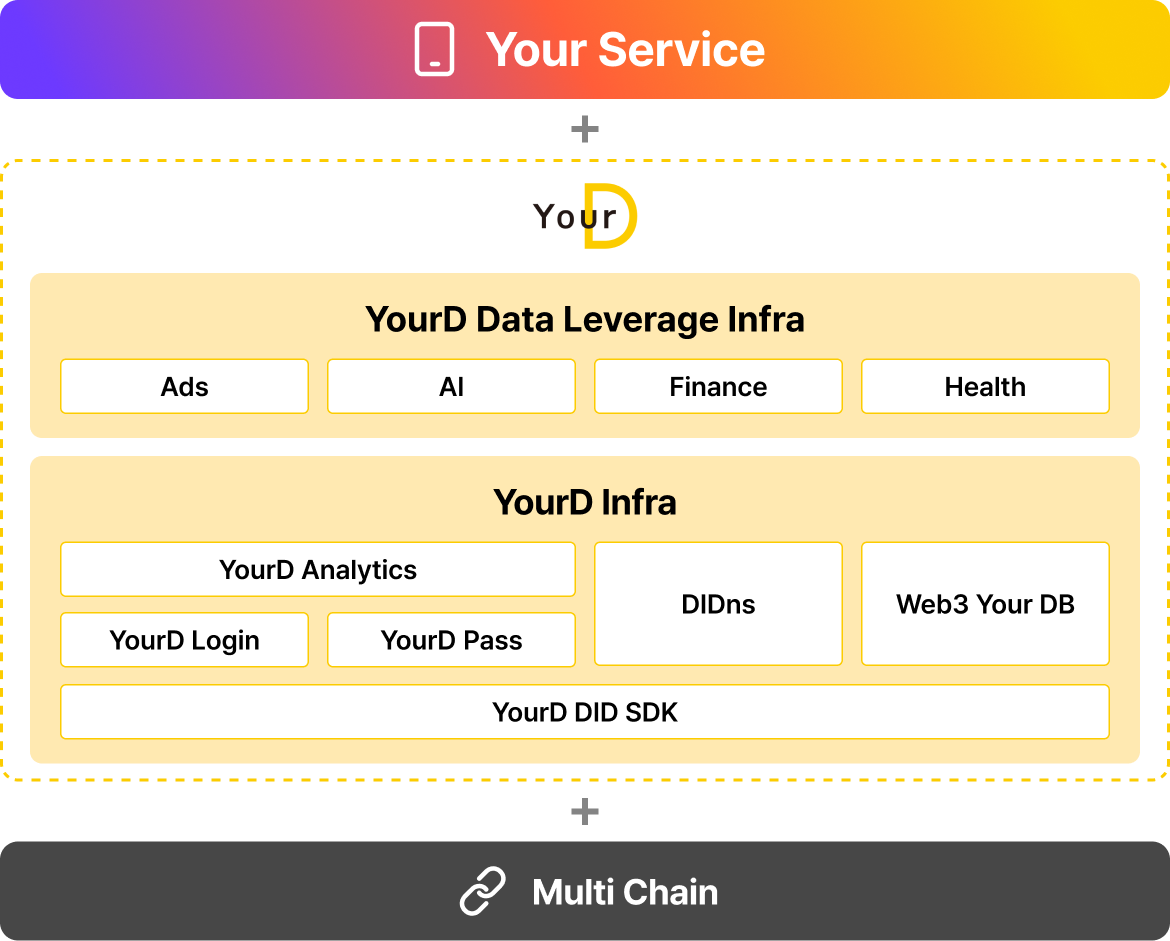 Your Service
+
YourD
YourD Data Leverage Infra
Ads
AI
Finance
Health
YourD Infra
YourD Analytics
DIDns
Web3 Your DB
YourD Login
YourD Pass
YourD DID SDK
+
Multi Chain